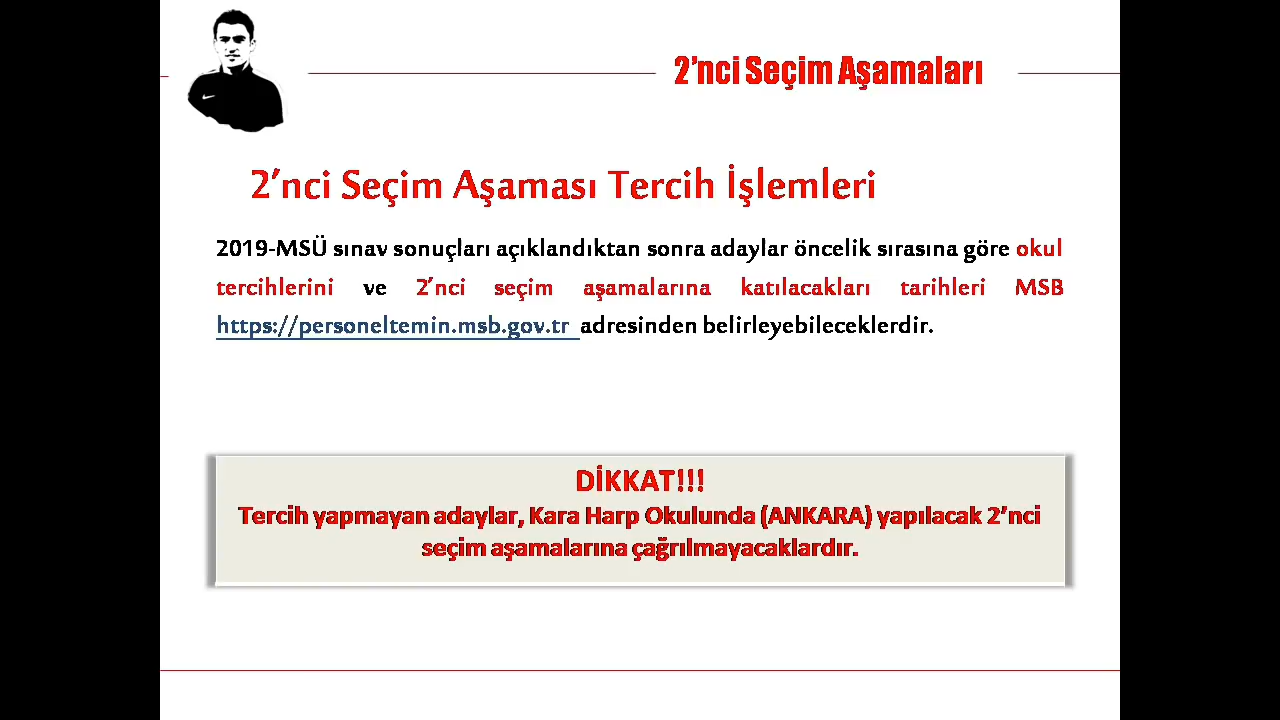 2’nci Seçim Aşamaları
2’nci Seçim Aşaması Tercih İşlemleri
2019-MSÜ sınav sonuçları açıklandıktan sonra adaylar öncelik sırasına göre okul
tercihlerini ve 2’nci seçim aşamalarına katılacakları tarihleri MSB
https://personeltemin.msb.gov.tr adresinden belirleyebileceklerdir.
DİKKAT!!!
Tercih yapmayan adaylar, Kara Harp Okulunda (ANKARA) yapılacak 2’nci
seçim aşamalarına çağrılmayacaklardır.